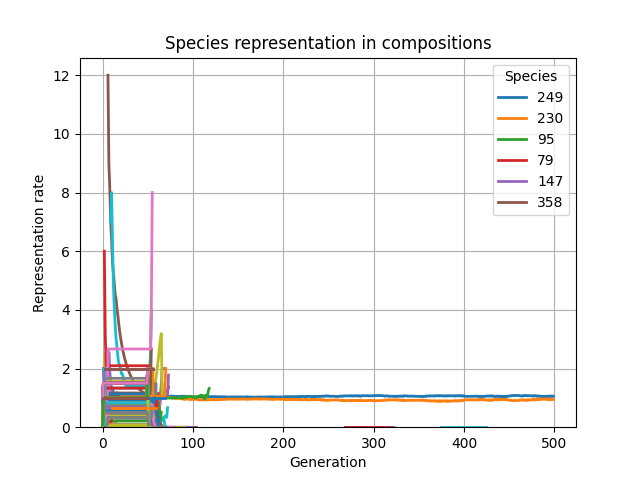 Species representation in compositions
Representation rate
12
10
8
6
4
2
0
0 100 200 300 400 500
Generation
Species
249
230
95
79
147
358